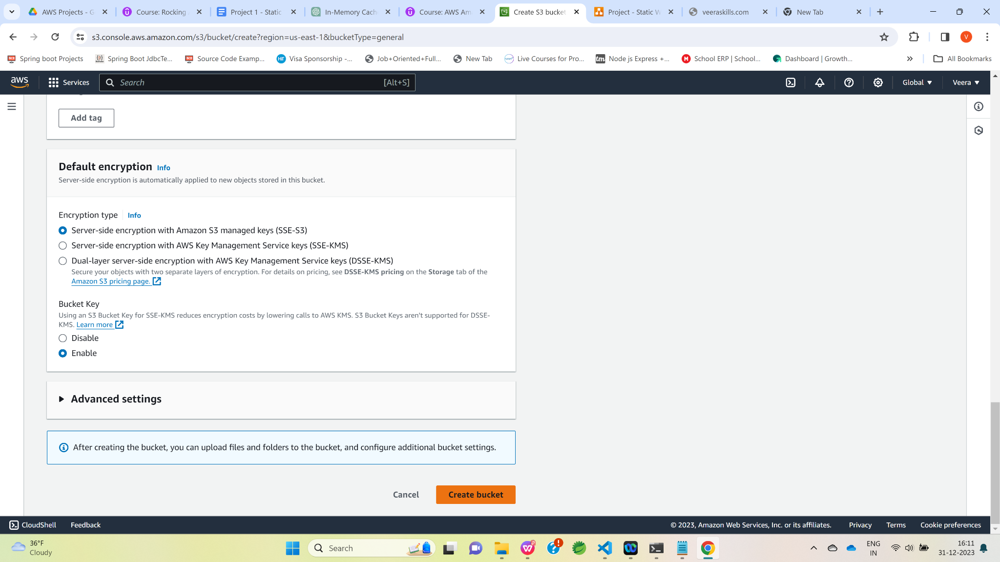 AWS Projects - G
Course: Rocking
Project 1 - Static
In-Memory Cach
Course: AWS Am
Create S3 bucket
Project - Static W
veeraskills.com
New Tab
s3.console.aws.amazon.com/s3/bucket/create?region=us-east-1&bucketType=general
V
Spring boot Projects
Spring Boot JdbcTe...
Source Code Examp...
Visa Sponsorship -...
Job+Oriented+Full...
New Tab
Live Courses for Pro...
Node js Express +...
School ERP | School...
Dashboard | Growth...
All Bookmarks
aws
Services
Search
[Alt+S]
Global
Veera
Add tag
Default encryption Info
Server-side encryption is automatically applied to new objects stored in this bucket.
Encryption type Info
Server-side encryption with Amazon S3 managed keys (SSE-S3)
Server-side encryption with AWS Key Management Service keys (SSE-KMS)
Dual-layer server-side encryption with AWS Key Management Service keys (DSSE-KMS)
Secure your objects with two separate layers of encryption. For details on pricing, see DSSE-KMS pricing on the Storage tab of the
Amazon S3 pricing page.
Bucket Key
Using an S3 Bucket Key for SSE-KMS reduces encryption costs by lowering calls to AWS KMS. S3 Bucket Keys aren't supported for DSSE-
KMS. Learn more
Disable
Enable
Advanced settings
After creating the bucket, you can upload files and folders to the bucket, and configure additional bucket settings.
Cancel
Create bucket
CloudShell
Feedback
© 2023, Amazon Web Services, Inc. or its affiliates.
Privacy
Terms
Cookie preferences
36°F
Cloudy
Search
ENG
IN
16:11
31-12-2023